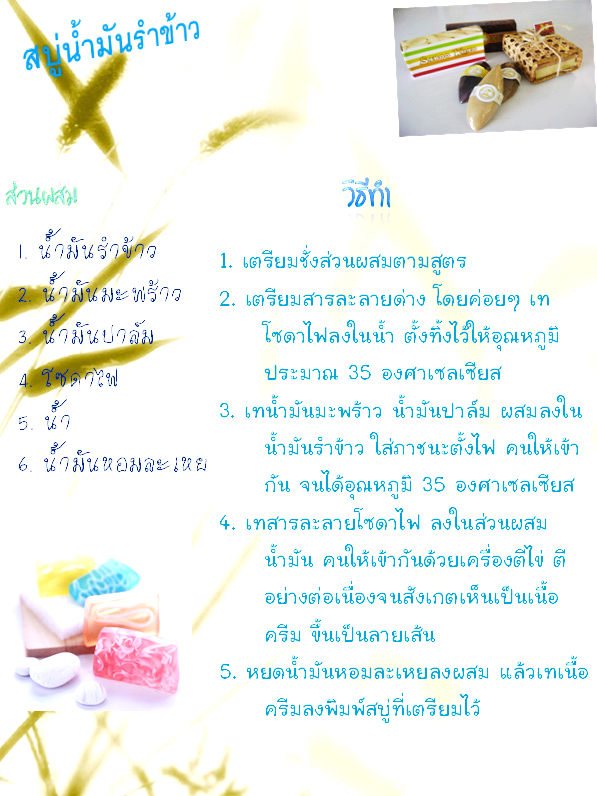 สบู่น้ำมันรำข้าว
ส่วนผสม
1. น้ำมันรำข้าว
2. น้ำมันมะพร้าว
3. น้ำมันปาล์ม
4. โซดาไฟ
5. น้ำ
6. น้ำมันหอมละเหย
วิธีทำ
1. เตรียมชั่งส่วนผสมตามสูตร
2. เตรียมสารละลายด่าง โดยค่อยๆ เท
โซดาไฟลงในน้ำ ตั้งทิ้งไว้ให้อุณหภูมิ
ประมาณ 35 องศาเซลเซียส
3. เทน้ำมันมะพร้าว น้ำมันปาล์ม ผสมลงใน
น้ำมันรำข้าว ใส่ภาชนะตั้งไฟ คนให้เข้า
กัน จนได้อุณหภูมิ 35 องศาเซลเซียส
4. เทสารละลายโซดาไฟ ลงในส่วนผสม
น้ำมัน คนให้เข้ากันด้วยเครื่องตีไข่ ตี
อย่างต่อเนื่องจนสังเกตเห็นเป็นเนื้อ
ครีม ขึ้นเป็นลายเส้น
5. หยดน้ำมันหอมละเหยลงผสม แล้วเทเนื้อ
ครีมลงพิมพ์สบู่ที่เตรียมไว้